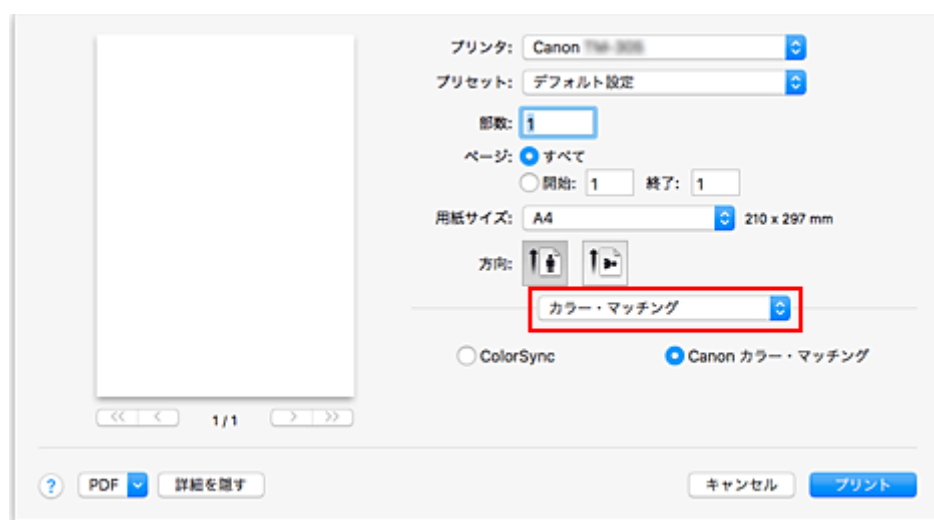 プリンタ: Canon
プリセット: デフォルト設定
部数: 1
ページ: すべて
開始: 1 終了: 1
用紙サイズ: A4 210 x 297 mm
方向:
カラー・マッチング
ColorSync Canon カラー・マッチング
<< < 1 / 1 > >>
? PDF 詳細を隠す キャンセル プリント